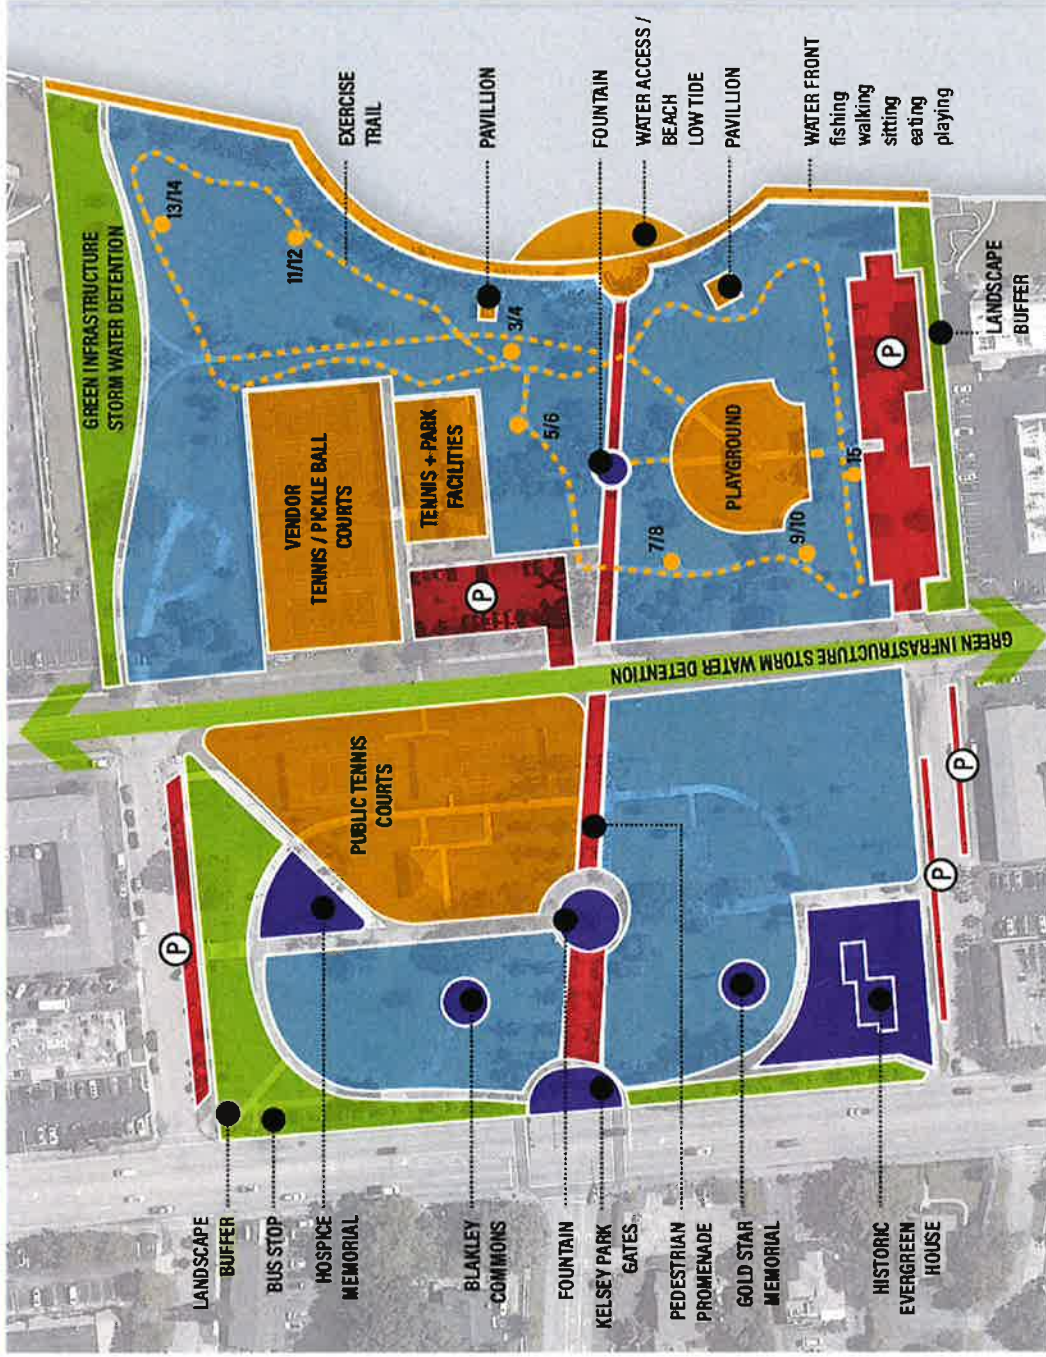 GREEN INFRASTRUCTURE
STORM WATER DETENTION
13/14
11/12
EXERCISE
TRAIL
PAVILLION
3/4
5/6
FOUNTAIN
WATER ACCESS /
BEACH
LOW TIDE
PAVILLION
WATER FRONT
fishing
walking
sitting
eating
playing
VENDOR
TENNIS / PICKLE BALL
COURTS
TENNIS + PARK
FACILITIES
P
7/8
PLAYGROUND
9/10
15
P
LANDSCAPE
BUFFER
GREEN INFRASTRUCTURE STORM WATER DETENTION
P
PUBLIC TENNIS
COURTS
P
P
LANDSCAPE
BUFFER
BUS STOP
HOSPICE
MEMORIAL
BLAKLEY
COMMONS
FOUNTAIN
KELSEY PARK
GATES
PEDESTRIAN
PROMENADE
GOLD STAR
MEMORIAL
HISTORIC
EVERGREEN
HOUSE